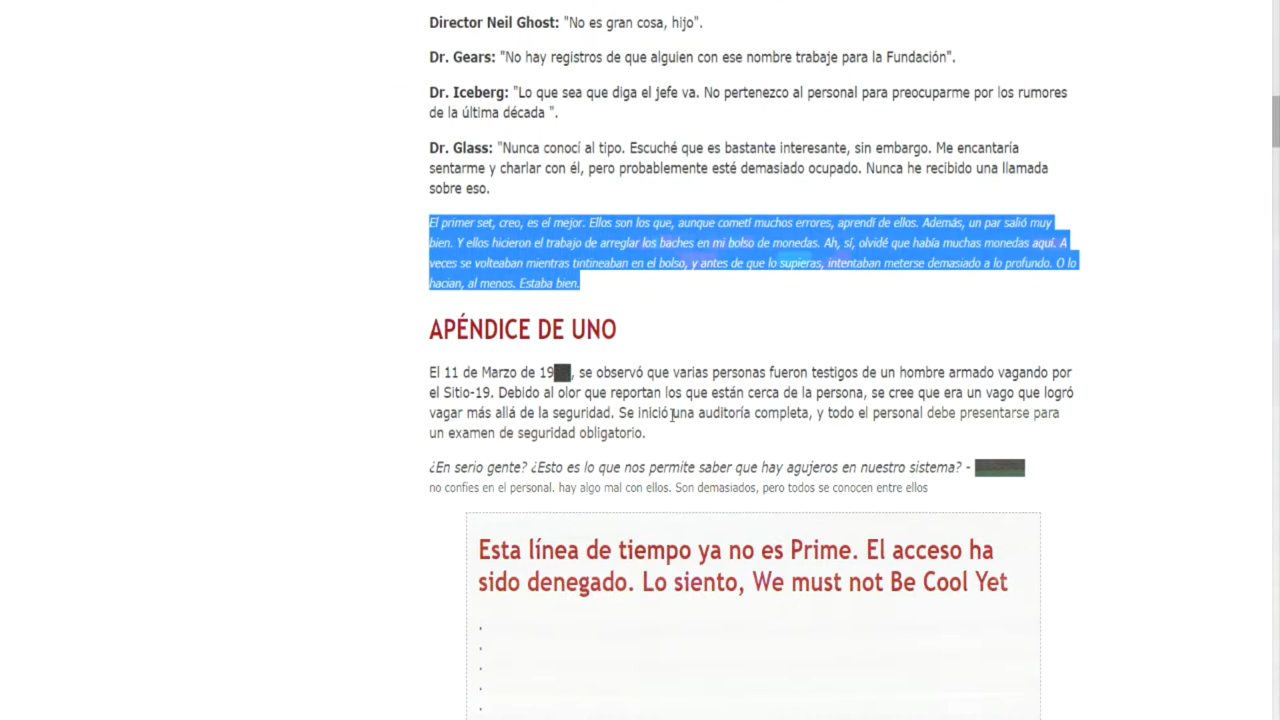 Director Neil Ghost: "No es gran cosa, hijo".
Dr. Gears: "No hay registros de que alguien con ese nombre trabaje para la Fundación".
Dr. Iceberg: "Lo que sea que diga el jefe va. No pertenezco al personal para preocuparme por los rumores
de la última década ".
Dr. Glass: "Nunca conocí al tipo. Escuché que es bastante interesante, sin embargo. Me encantaría
sentarme y charlar con él, pero probablemente esté demasiado ocupado. Nunca he recibido una llamada
sobre eso.
El primer set, creo, es el mejor. Ellos son los que, aunque cometí muchos errores, aprendí de ellos. Además, un par salió muy
bien. Y ellos hicieron el trabajo de arreglar los baches en mi bolso de monedas. Ah, sí, olvidé que había muchas monedas aquí. A
veces se volteaban mientras tintineaban en el bolso, y antes de que lo supieras, intentaban meterse demasiado a lo profundo. O lo
hacian, al menos. Estaba bien.
APÉNDICE DE UNO
El 11 de Marzo de 19██, se observó que varias personas fueron testigos de un hombre armado vagando por
el Sitio-19. Debido al olor que reportan los que están cerca de la persona, se cree que era un vago que logró
vagar más allá de la seguridad. Se inició una auditoría completa, y todo el personal debe presentarse para
un examen de seguridad obligatorio.
¿En serio gente? ¿Esto es lo que nos permite saber que hay agujeros en nuestro sistema? - ██████
no confies en el personal. hay algo mal con ellos. Son demasiados, pero todos se conocen entre ellos
Esta línea de tiempo ya no es Prime. El acceso ha
sido denegado. Lo siento, We must not Be Cool Yet
.
.
.
.
.